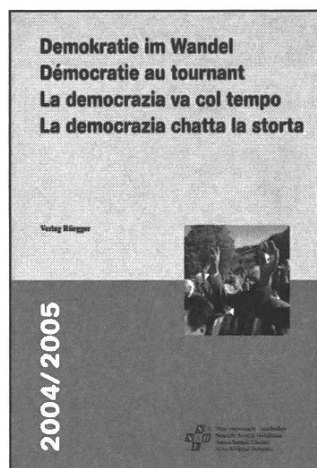 Demokratie im Wandel
Démocratie au tournant
La democrazia va col tempo
La democrazia chatta la storta
Verlag Rüegger
2004/2005